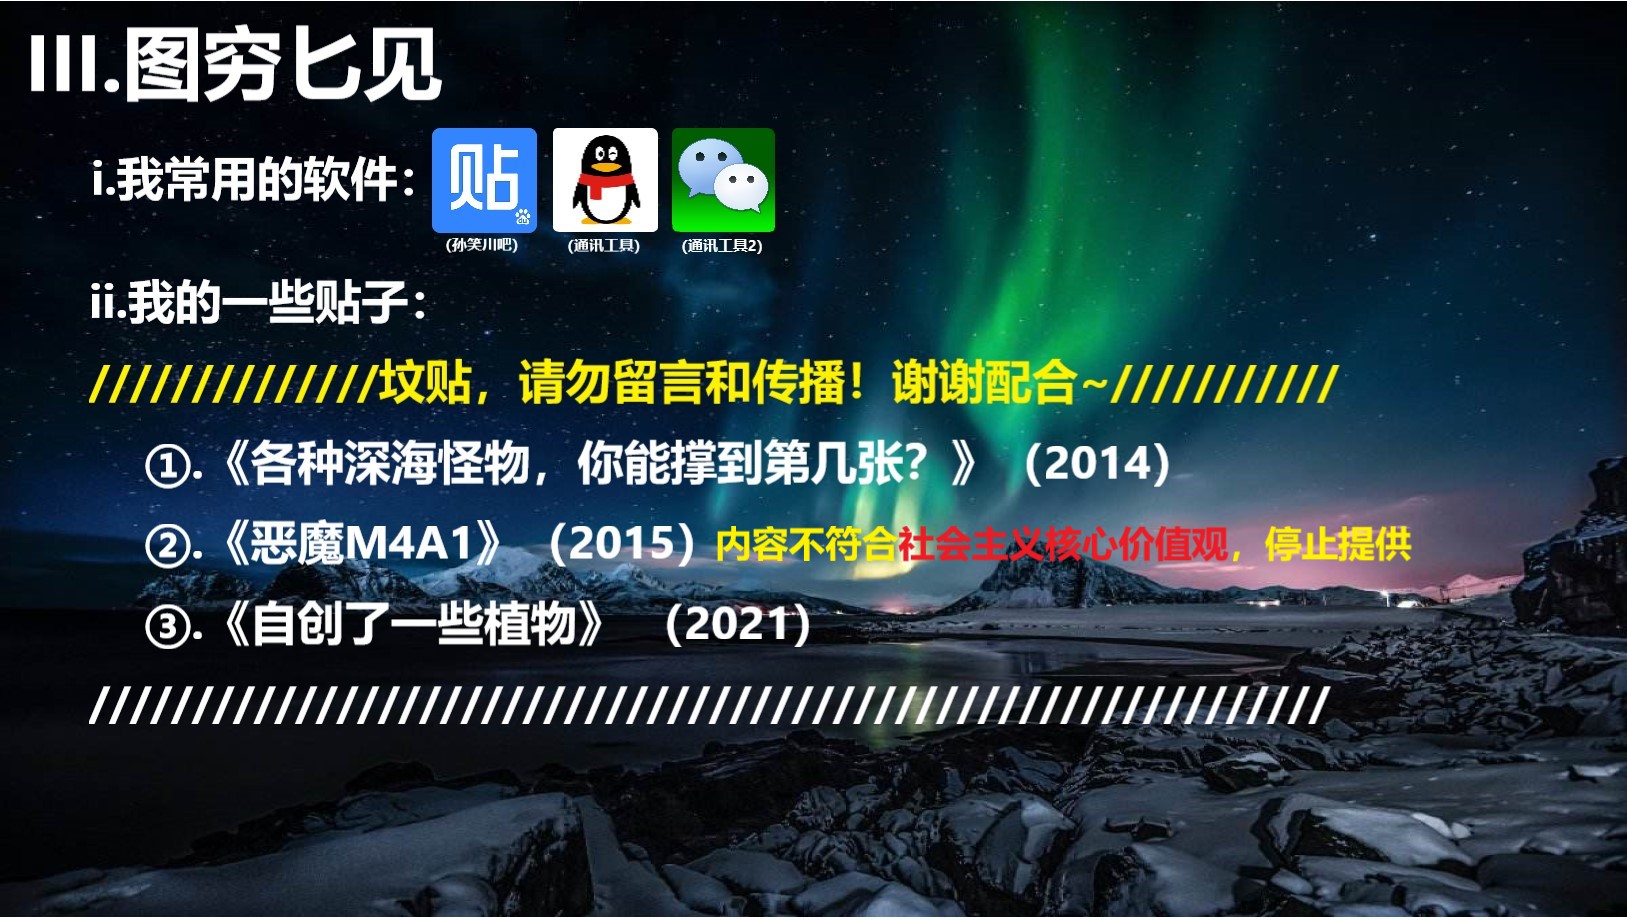 III.图穷匕见
i.我常用的软件：
贴
du
(孙笑川吧) (通讯工具) (通讯工具2)
ii.我的一些贴子：
//////////////坟贴，请勿留言和传播！谢谢配合~///////////
①.《各种深海怪物，你能撑到第几张？》（2014）
②.《恶魔M4A1》（2015）内容不符合社会主义核心价值观，停止提供
③.《自创了一些植物》（2021）
////////////////////////////////////////////////////////////